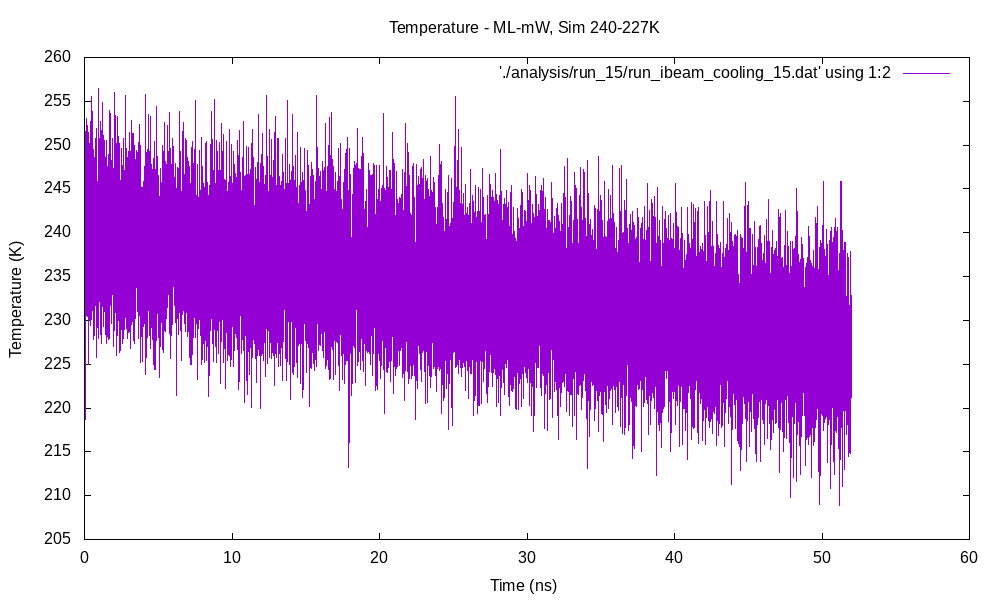 Temperature - ML-mW, Sim 240-227K
'./analysis/run_15/run_ibeam_cooling_15.dat' using 1:2
260
255
250
245
240
235
230
225
220
215
210
205
Temperature (K)
0 10 20 30 40 50 60
Time (ns)